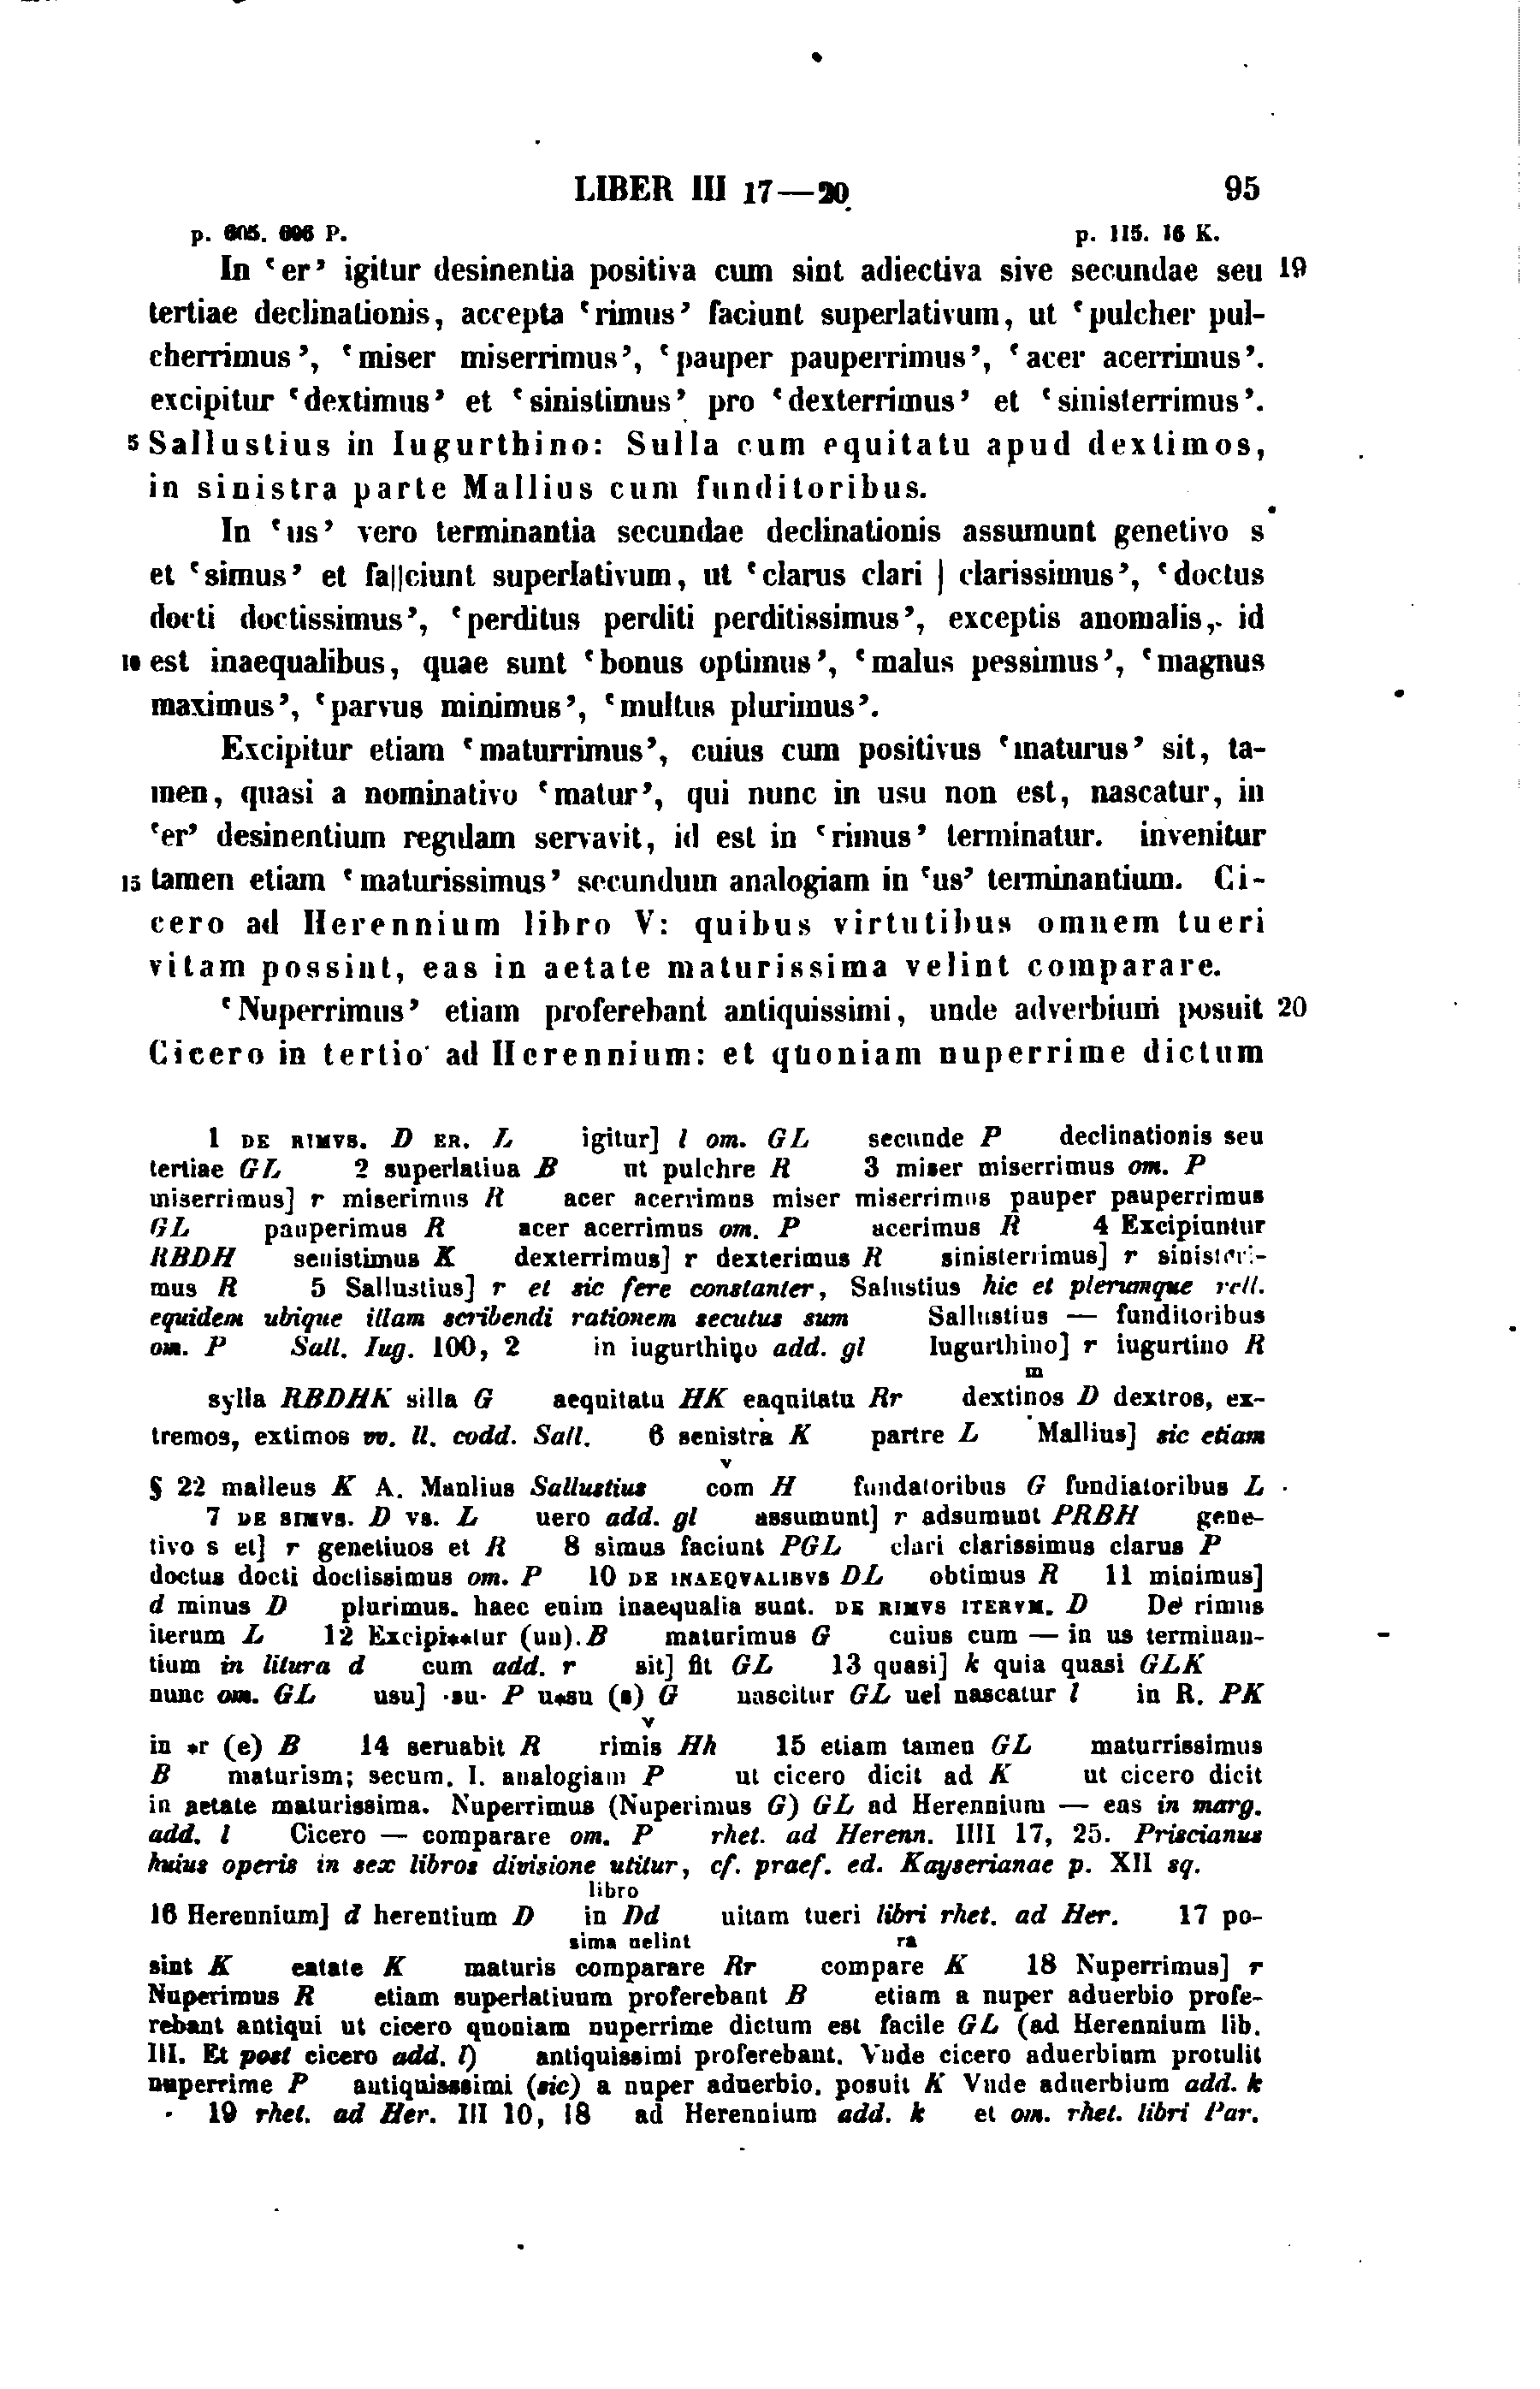 LIBER III 17—20 95
p. 605. 606 P. p. 115. 16 K.
In ‘er’ igitur desinentia positiva cum sint adiectiva sive secundae seu 19
tertiae declinationis, accepta ‘rimus’ faciunt superlativum, ut ‘pulcher pul-
cherrimus’, ‘miser miserrimus’, ‘pauper pauperrimus’, ‘acer acerrimus’.
excipitur ‘dextimus’ et ‘sinistimus’ pro ‘dexterrimus’ et ‘sinisterrimus’.
5 Sallustius in Iugurthino: Sulla cum equitatu apud dextimos,
in sinistra parte Mallius cum funditoribus.
In ‘us’ vero terminantia secundae declinationis assumunt genetivo s
et ‘simus’ et fa||ciunt superlativum, ut ‘clarus clari | clarissimus’, ‘doctus
docti doctissimus’, ‘perditus perditi perditissimus’, exceptis anomalis, id
10 est inaequalibus, quae sunt ‘bonus optimus’, ‘malus pessimus’, ‘magnus
maximus’, ‘parvus minimus’, ‘multus plurimus’.
Excipitur etiam ‘maturrimus’, cuius cum positivus ‘maturus’ sit, ta-
men, quasi a nominativo ‘matur’, qui nunc in usu non est, nascatur, in
‘er’ desinentium regulam servavit, id est in ‘rimus’ terminatur. invenitur
15 tamen etiam ‘maturissimus’ secundum analogiam in ‘us’ terminantium. Ci-
cero ad Herennium libro V: quibus virtutibus omnem tueri
vitam possint, eas in aetate maturissima velint comparare.
‘Nuperrimus’ etiam proferebant antiquissimi, unde adverbium posuit 20
Cicero in tertio ad Herennium: et quoniam nuperrime dictum
1 DE RIMVS. D ER. L igitur] l om. GL secunde P declinationis seu
tertiae GL 2 superlatiua B ut pulchre R 3 miser miserrimus om. P
miserrimus] r miserimus R acer acerrimus miser miserrimus pauper pauperrimus
GL pauperimus R acer acerrimus om. P acerimus R 4 Excipiuntur
RBDH senistimus K dexterrimus] r dexterimus R sinisterrimus] r sinisteri-
mus R 5 Sallustius] r et sic fere constanter, Salustius hic et plerumque rell.
equidem ubique illam scribendi rationem secutus sum Sallustius — funditoribus
om. P Sall. Iug. 100, 2 in iugurthino add. gl Iugurthino] r iugurtino R
m
sylla RBDHK silla G aequitatu HK eaquitatu Rr dextinos D dextros, ex-
tremos, extimos vv. ll. codd. Sall. 6 senistra K partre L Mallius] sic etiam
v
§ 22 malleus K A. Manlius Sallustius com H fundatoribus G fundiatoribus L
7 DE SIMVS. D VS. L uero add. gl assumunt] r adsumunt PRBH gene-
tivo s et] r genetiuos et R 8 simus faciunt PGL clari clarissimus clarus P
doctus docti doctissimus om. P 10 DE INAEQVALIBVS DL obtimus R 11 minimus]
d minus D plurimus. haec enim inaequalia sunt. DE RIMVS ITERVM. D De rimus
iterum L 12 Excipi**tur (un). B maturimus G cuius cum — in us terminan-
tium in litura d cum add. r sit] fit GL 13 quasi] k quia quasi GLK
nunc om. GL usu] ·su· P u*su (s) G nascitur GL uel nascatur l in R. PK
v
in *r (e) B 14 seruabit R rimis Hh 15 etiam tamen GL maturrissimus
B maturism; secum. I. analogiam P ut cicero dicit ad K ut cicero dicit
in aetate maturissima. Nuperrimus (Nuperimus G) GL ad Herennium — eas in marg.
add. l Cicero — comparare om. P rhet. ad Herenn. IIII 17, 25. Priscianus
huius operis in sex libros divisione utitur, cf. praef. ed. Kayserianae p. XII sq.
libro
16 Herennium] d herentium D in Dd uitam tueri libri rhet. ad Her. 17 po-
sima uelint ra
sint K eatate K maturis comparare Rr compare K 18 Nuperrimus] r
Nuperimus R etiam superlatiuum proferebant B etiam a nuper aduerbio profe-
rebant antiqui ut cicero quoniam nuperrime dictum est facile GL (ad Herennium lib.
III. Et post cicero add. l) antiquissimi proferebant. Vnde cicero aduerbium protulit
nuperrime P antiquisssimi (sic) a nuper aduerbio. posuit K Vnde aduerbium add. k
19 rhet. ad Her. III 10, 18 ad Herennium add. k et om. rhet. libri Par.